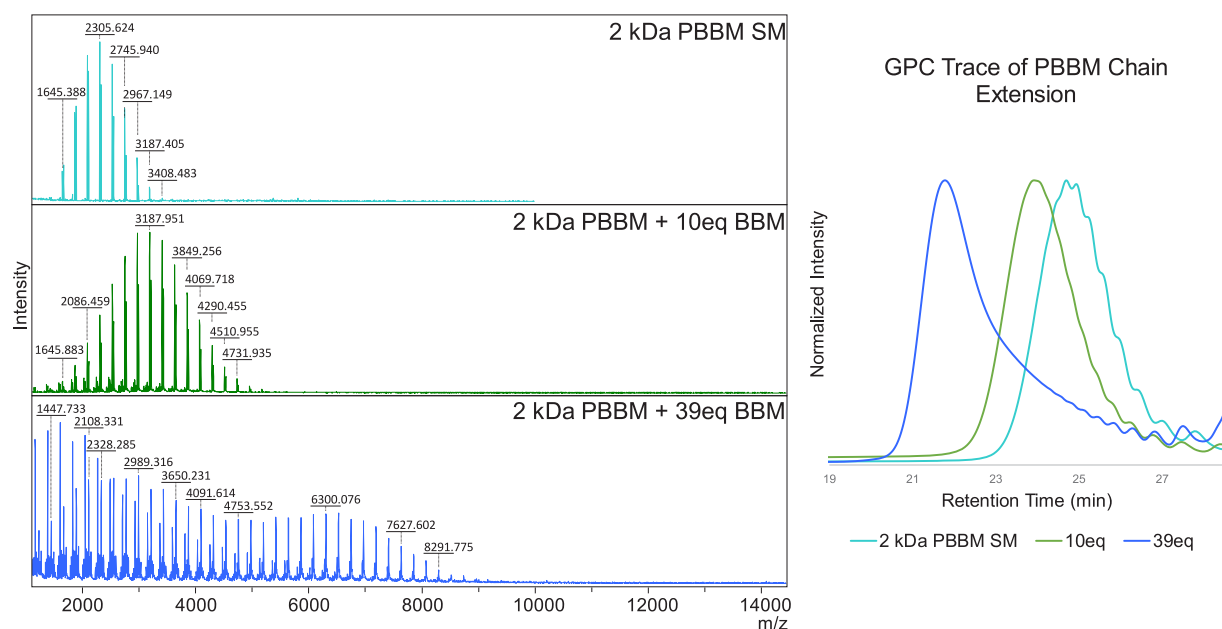 2 kDa PBBM SM
2305.624
2745.940
1645.388
2967.149
3187.405
3408.483
2 kDa PBBM + 10eq BBM
3187.951
3849.256
4069.718
2086.459
4290.455
4510.955
1645.883
4731.935
2 kDa PBBM + 39eq BBM
1447.733
2108.331
2328.285
2989.316
3650.231
4091.614
4753.552
6300.076
7627.602
8291.775
Intensity
2000 4000 6000 8000 10000 12000 14000
m/z
GPC Trace of PBBM Chain
Extension
Normalized Intensity
19 21 23 25 27
Retention Time (min)
2 kDa PBBM SM 10eq 39eq